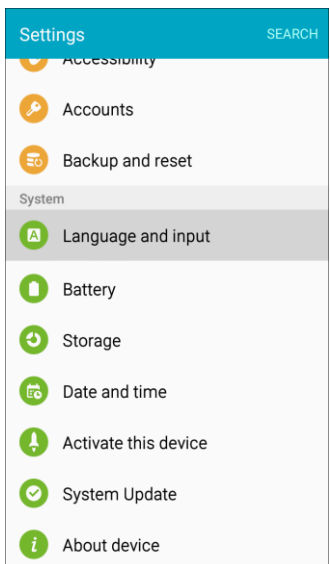 Settings
SEARCH
Accessibility
Accounts
Backup and reset
System
Language and input
Battery
Storage
Date and time
Activate this device
System Update
About device